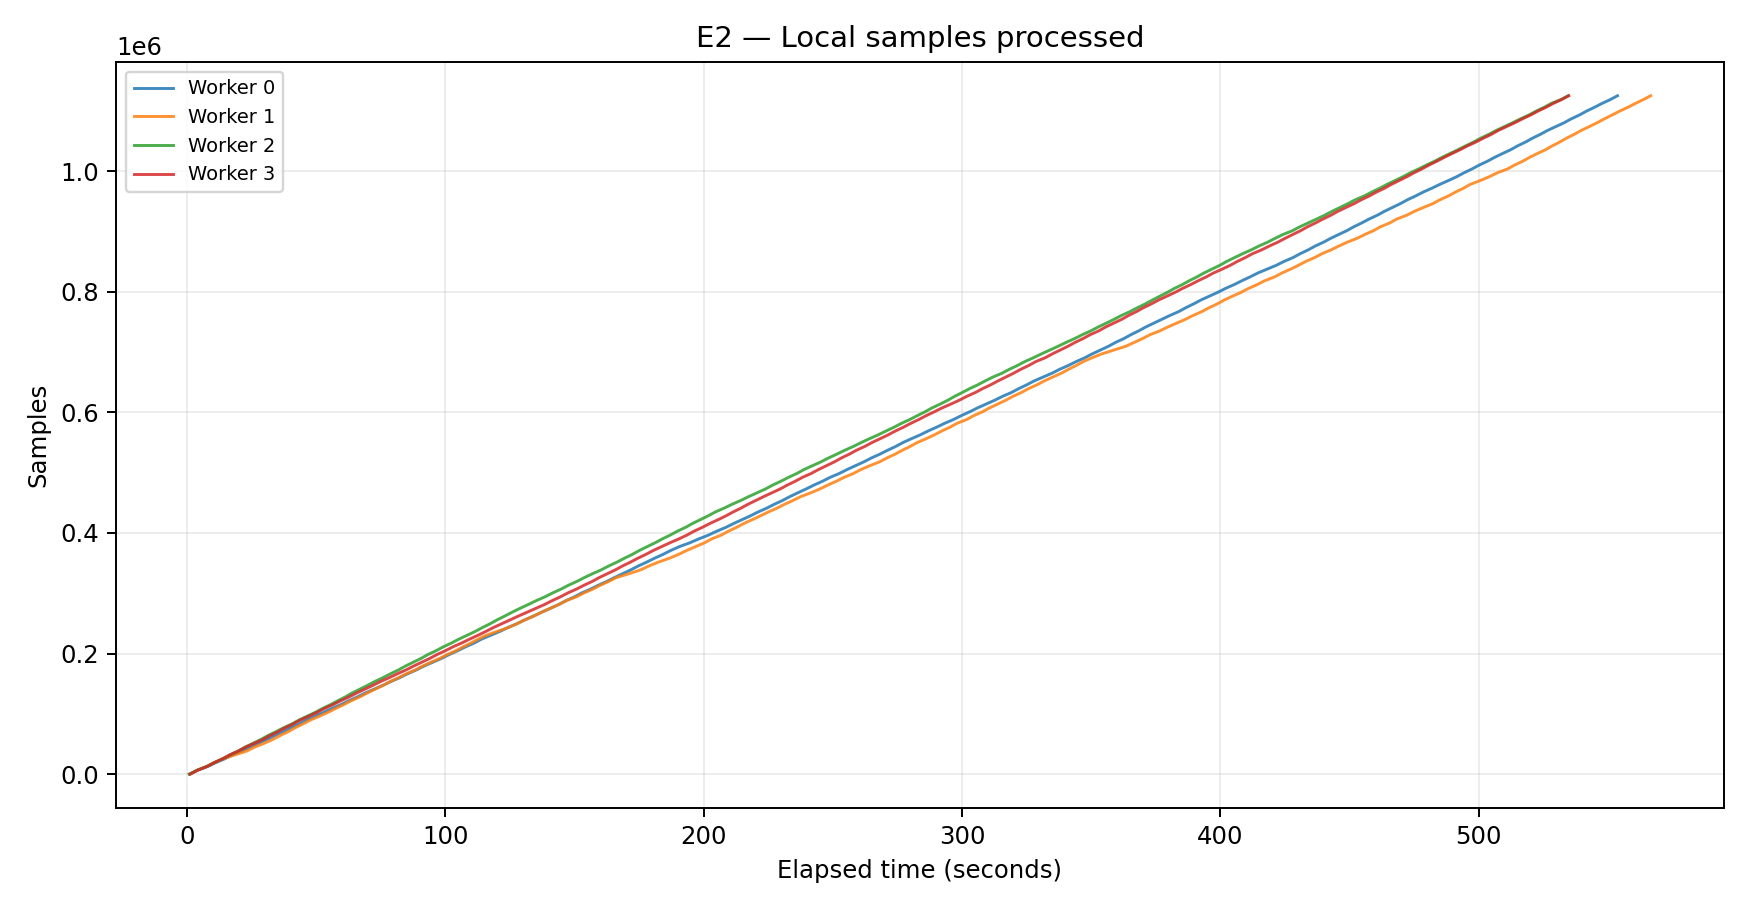 E2 — Local samples processed
1e6
Worker 0
Worker 1
Worker 2
Worker 3
1.0
0.8
0.6
0.4
0.2
0.0
Samples
0 100 200 300 400 500
Elapsed time (seconds)